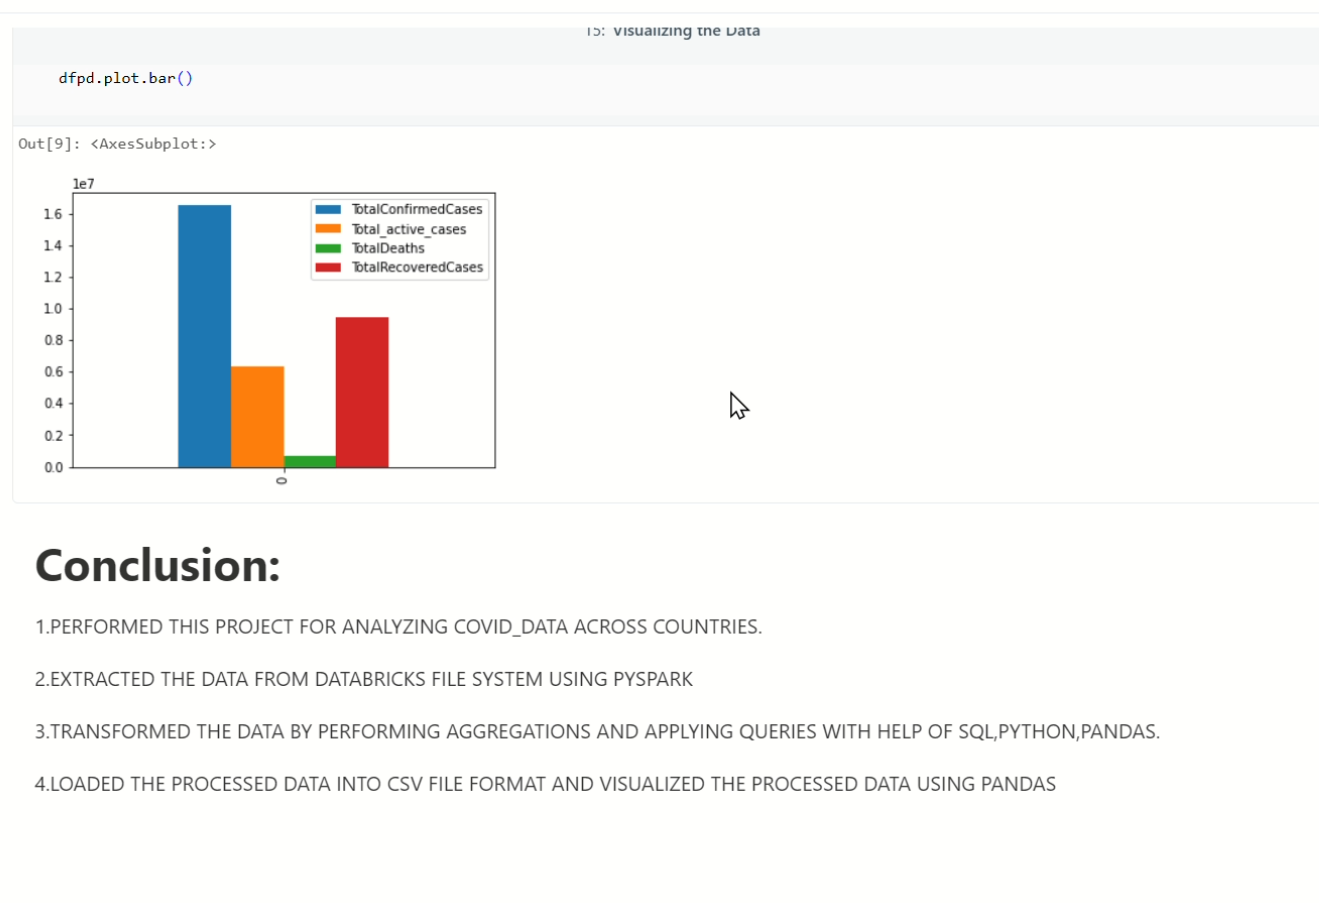 15: Visualizing the Data
dfpd.plot.bar()
Out[9]: <AxesSubplot:>
1e7
1.6
1.4
1.2
1.0
0.8
0.6
0.4
0.2
0.0
TotalConfirmedCases
Total_active_cases
TotalDeaths
TotalRecoveredCases
0
Conclusion:
1.PERFORMED THIS PROJECT FOR ANALYZING COVID_DATA ACROSS COUNTRIES.
2.EXTRACTED THE DATA FROM DATABRICKS FILE SYSTEM USING PYSPARK
3.TRANSFORMED THE DATA BY PERFORMING AGGREGATIONS AND APPLYING QUERIES WITH HELP OF SQL,PYTHON,PANDAS.
4.LOADED THE PROCESSED DATA INTO CSV FILE FORMAT AND VISUALIZED THE PROCESSED DATA USING PANDAS